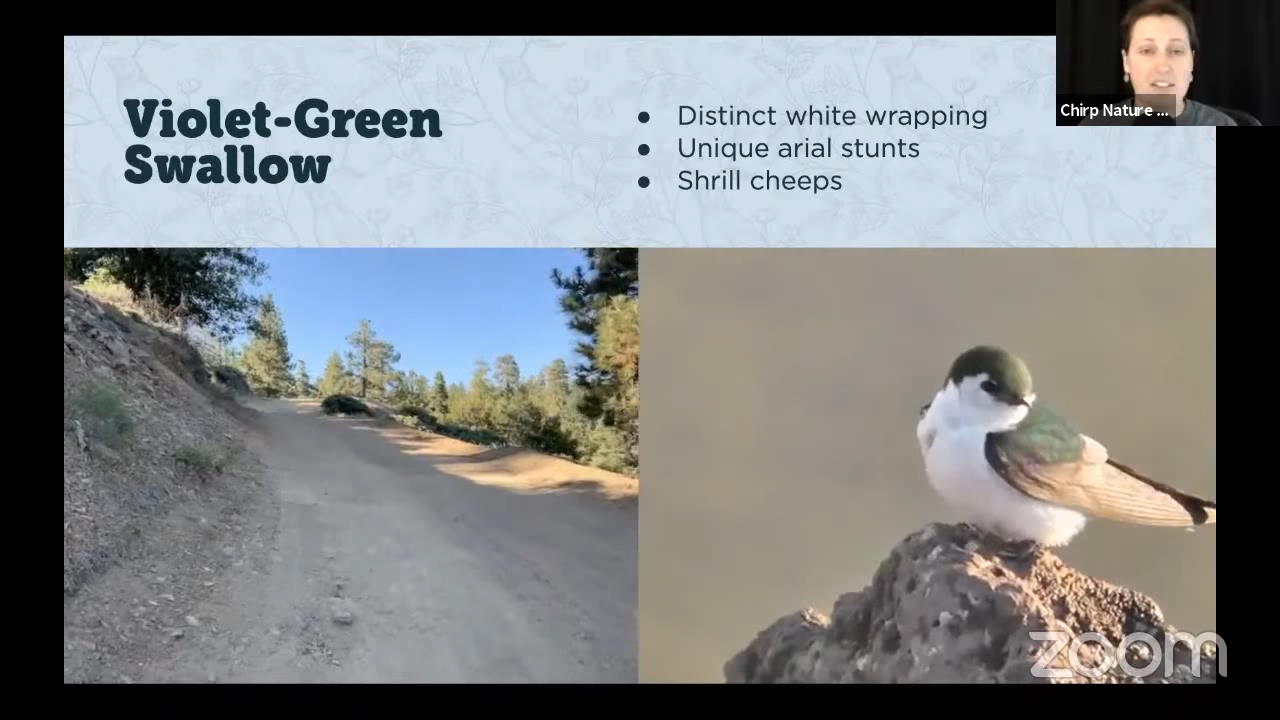 Violet-Green
Swallow
● Distinct white wrapping
● Unique arial stunts
● Shrill cheeps
Chirp Nature ...
zoom